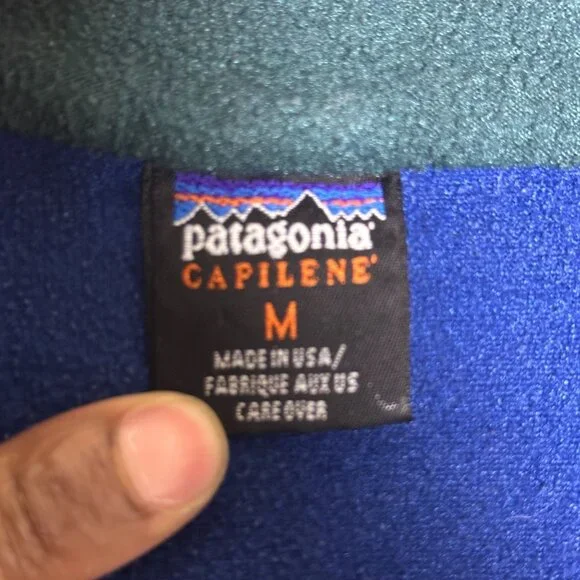 patagonia®
CAPILENE®
M
MADE IN USA/
FABRIQUE AUX US
CARE OVER